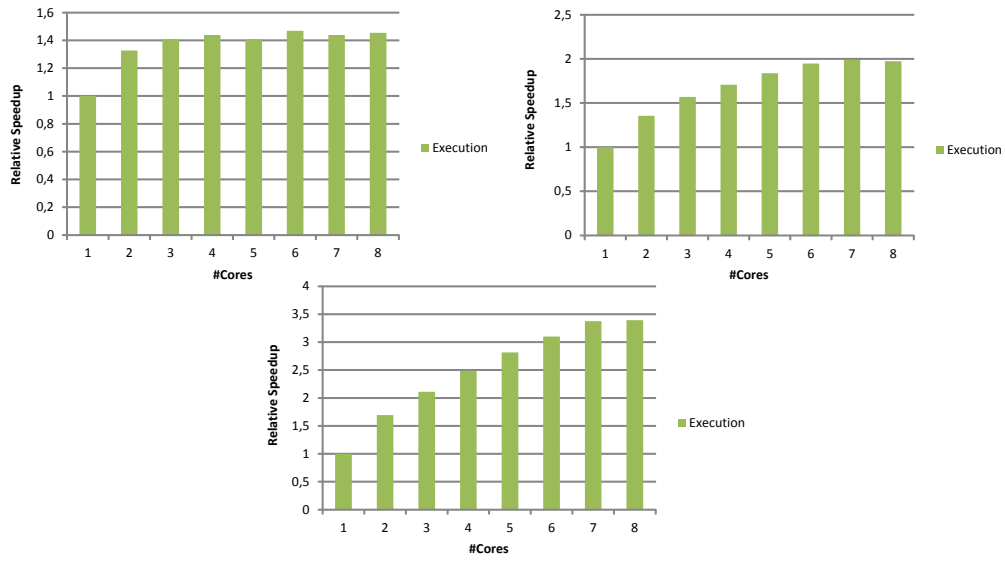 1,6
1,4
1,2
1
0,8
0,6
0,4
0,2
0
Relative Speedup
1 2 3 4 5 6 7 8
#Cores
Execution
2,5
2
1,5
1
0,5
0
Relative Speedup
1 2 3 4 5 6 7 8
#Cores
Execution
4
3,5
3
2,5
2
1,5
1
0,5
0
Relative Speedup
1 2 3 4 5 6 7 8
#Cores
Execution